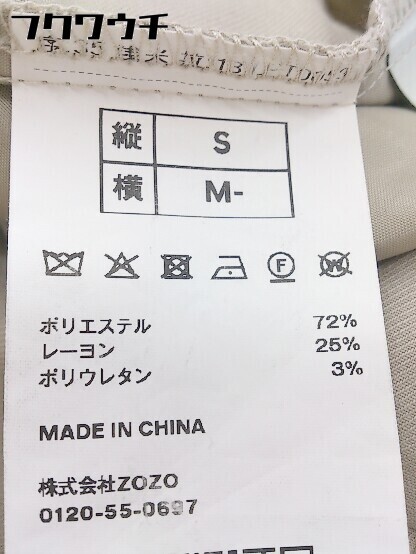 フクワウチ
縦 S
横 M-
ポリエステル 72%
レーヨン 25%
ポリウレタン 3%
MADE IN CHINA
株式会社ZOZO
0120-55-0697